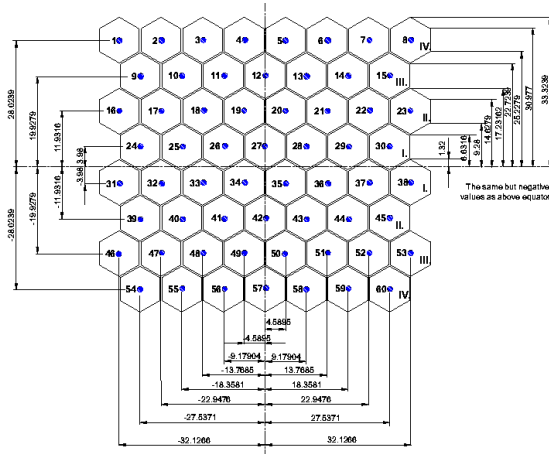 1 2 3 4 5 6 7 8 IV.
9 10 11 12 13 14 15 III.
16 17 18 19 20 21 22 23 II.
24 25 26 27 28 29 30 I.
31 32 33 34 35 36 37 38 I.
39 40 41 42 43 44 45 II.
46 47 48 49 50 51 52 53 III.
54 55 56 57 58 59 60 IV.
28.0239
19.9279
11.9316
3.98
-3.98
-11.9316
-19.9279
-28.0239
1.32
6.6316
9.28
14.6279
17.23162
22.7239
25.2279
30.977
33.3239
The same but negative
values as above equator
4.5895
-4.5895
-9.17904 9.17904
-13.7685 13.7685
-18.3581 18.3581
-22.9476 22.9476
-27.5371 27.5371
-32.1266 32.1266